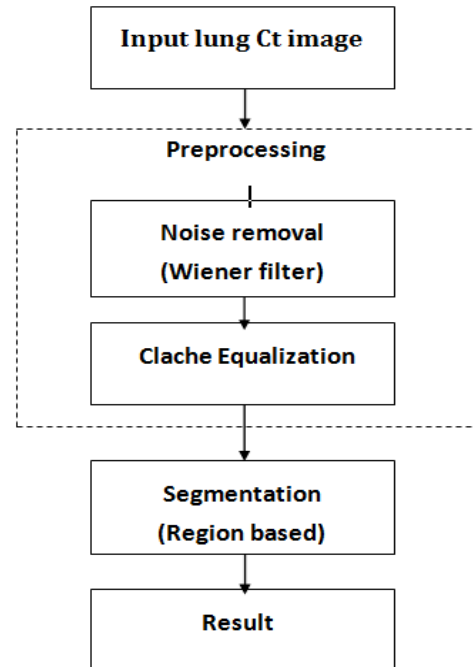 Input lung Ct image
Preprocessing
Noise removal
(Wiener filter)
Clache Equalization
Segmentation
(Region based)
Result